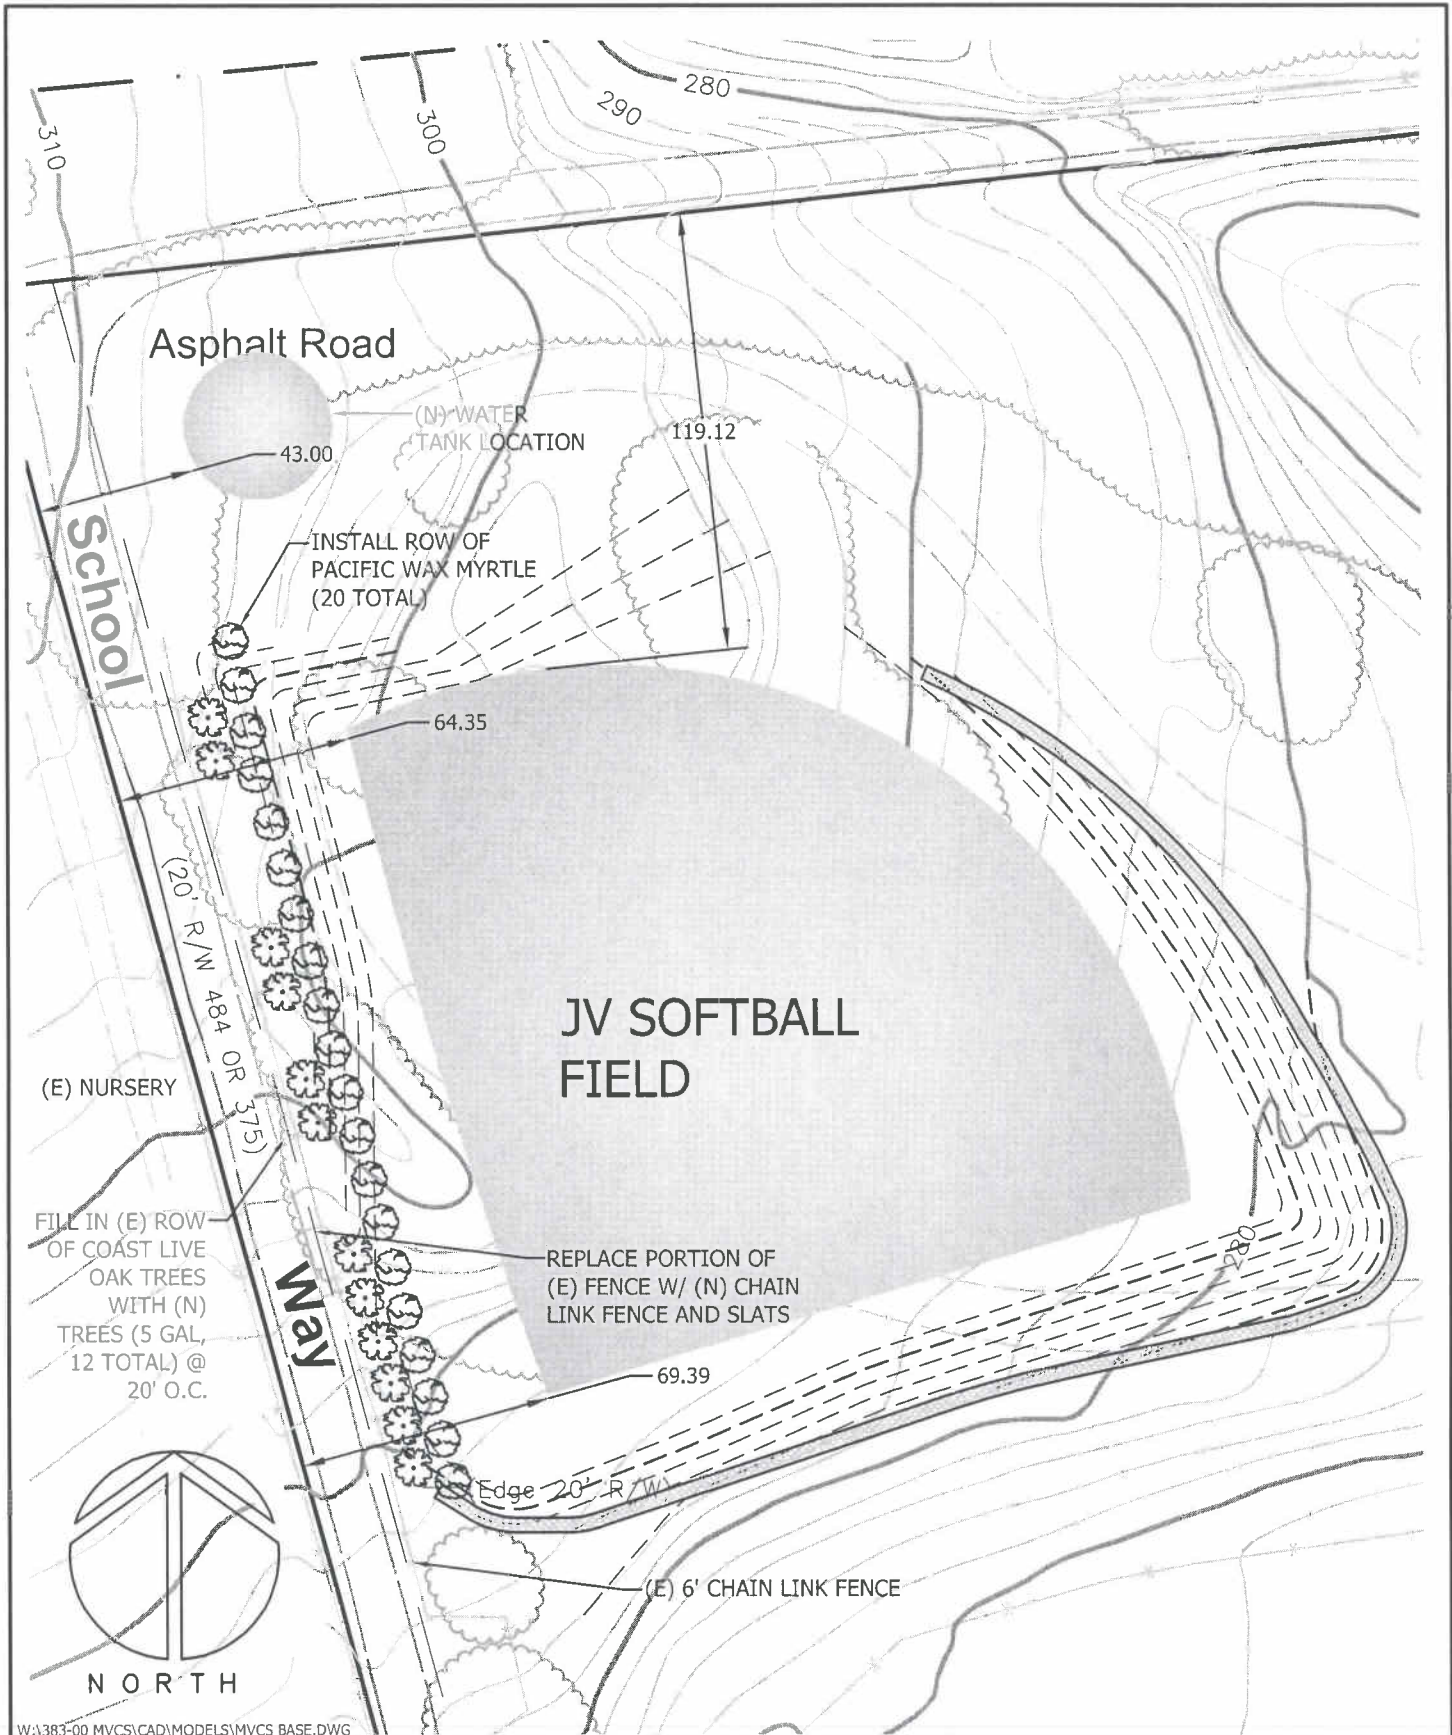 280
290
300
310
Asphalt Road
(N) WATER
TANK LOCATION
119.12
43.00
School
INSTALL ROW OF
PACIFIC WAX MYRTLE
(20 TOTAL)
64.35
(20' R/W 484 OR 375)
JV SOFTBALL
FIELD
(E) NURSERY
FILL IN (E) ROW
OF COAST LIVE
OAK TREES
WITH (N)
TREES (5 GAL,
12 TOTAL) @
20' O.C.
Way
REPLACE PORTION OF
(E) FENCE W/ (N) CHAIN
LINK FENCE AND SLATS
280
69.39
Edge 20' R/W)
(E) 6' CHAIN LINK FENCE
NORTH
W:\383-00 MVCS\CAD\MODELS\MVCS BASE.DWG